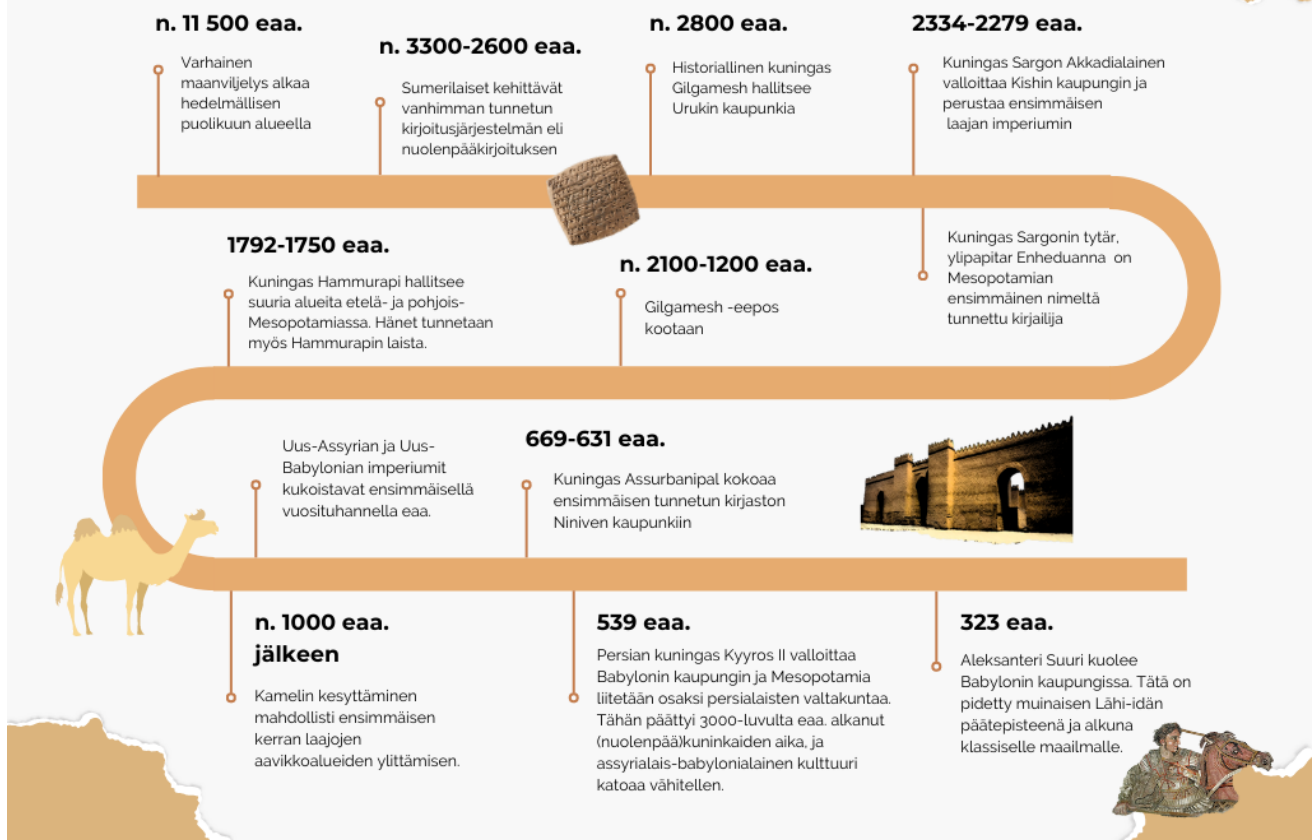 n. 11 500 eaa.
Varhainen
maanviljelys alkaa
hedelmällisen
puolikuun alueella
n. 3300-2600 eaa.
Sumerilaiset kehittävät
vanhimman tunnetun
kirjoitusjärjestelmän eli
nuolenpääkirjoituksen
n. 2800 eaa.
Historiallinen kuningas
Gilgamesh hallitsee
Urukin kaupunkia
2334-2279 eaa.
Kuningas Sargon Akkadialainen
valloittaa Kishin kaupungin ja
perustaa ensimmäisen
laajan imperiumin
Kuningas Sargonin tytär,
ylipapitar Enheduanna on
Mesopotamian
ensimmäinen nimeltä
tunnettu kirjailija
n. 2100-1200 eaa.
Gilgamesh -eepos
kootaan
1792-1750 eaa.
Kuningas Hammurapi hallitsee
suuria alueita etelä- ja pohjois-
Mesopotamiassa. Hänet tunnetaan
myös Hammurapin laista.
Uus-Assyrian ja Uus-
Babylonian imperiumit
kukoistavat ensimmäisellä
vuosituhannella eaa.
669-631 eaa.
Kuningas Assurbanipal kokoaa
ensimmäisen tunnetun kirjaston
Niniven kaupunkiin
n. 1000 eaa.
jälkeen
Kamelin kesyttäminen
mahdollisti ensimmäisen
kerran laajojen
aavikkoalueiden ylittämisen.
539 eaa.
Persian kuningas Kyyros II valloittaa
Babylonin kaupungin ja Mesopotamia
liitetään osaksi persialaisten valtakuntaa.
Tähän päättyi 3000-luvulta eaa. alkanut
(nuolenpää)kuninkaiden aika, ja
assyrialais-babylonialainen kulttuuri
katoaa vähitellen.
323 eaa.
Aleksanteri Suuri kuolee
Babylonin kaupungissa. Tätä on
pidetty muinaisen Lähi-idän
päätepisteenä ja alkuna
klassiselle maailmalle.